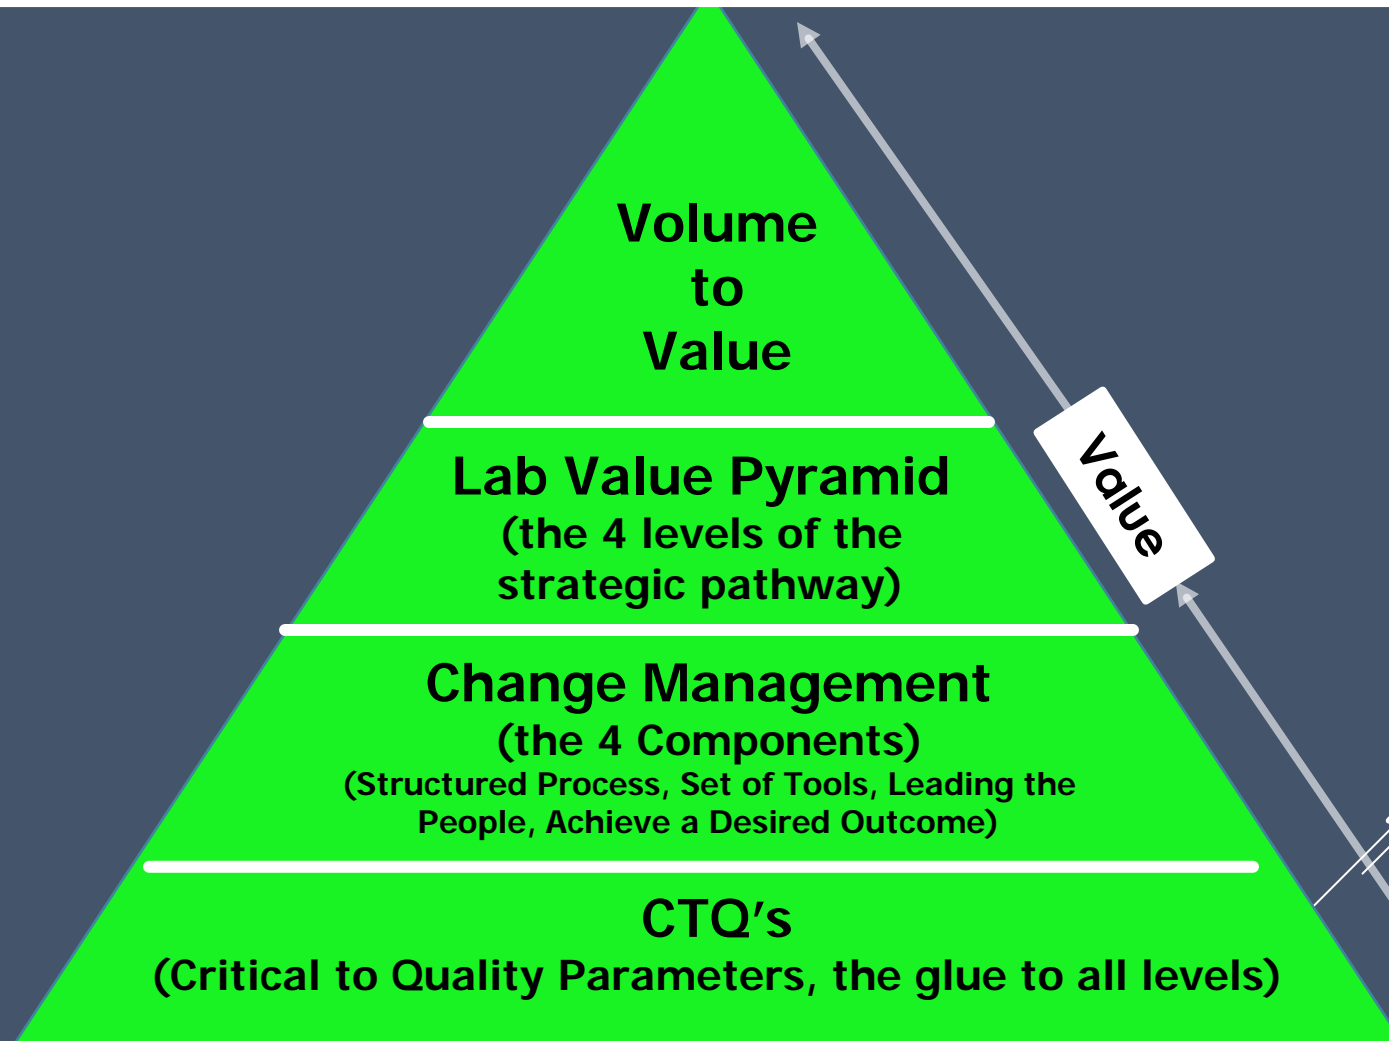 Volume
to
Value
Lab Value Pyramid
(the 4 levels of the
strategic pathway)
Value
Change Management
(the 4 Components)
(Structured Process, Set of Tools, Leading the
People, Achieve a Desired Outcome)
CTQ's
(Critical to Quality Parameters, the glue to all levels)